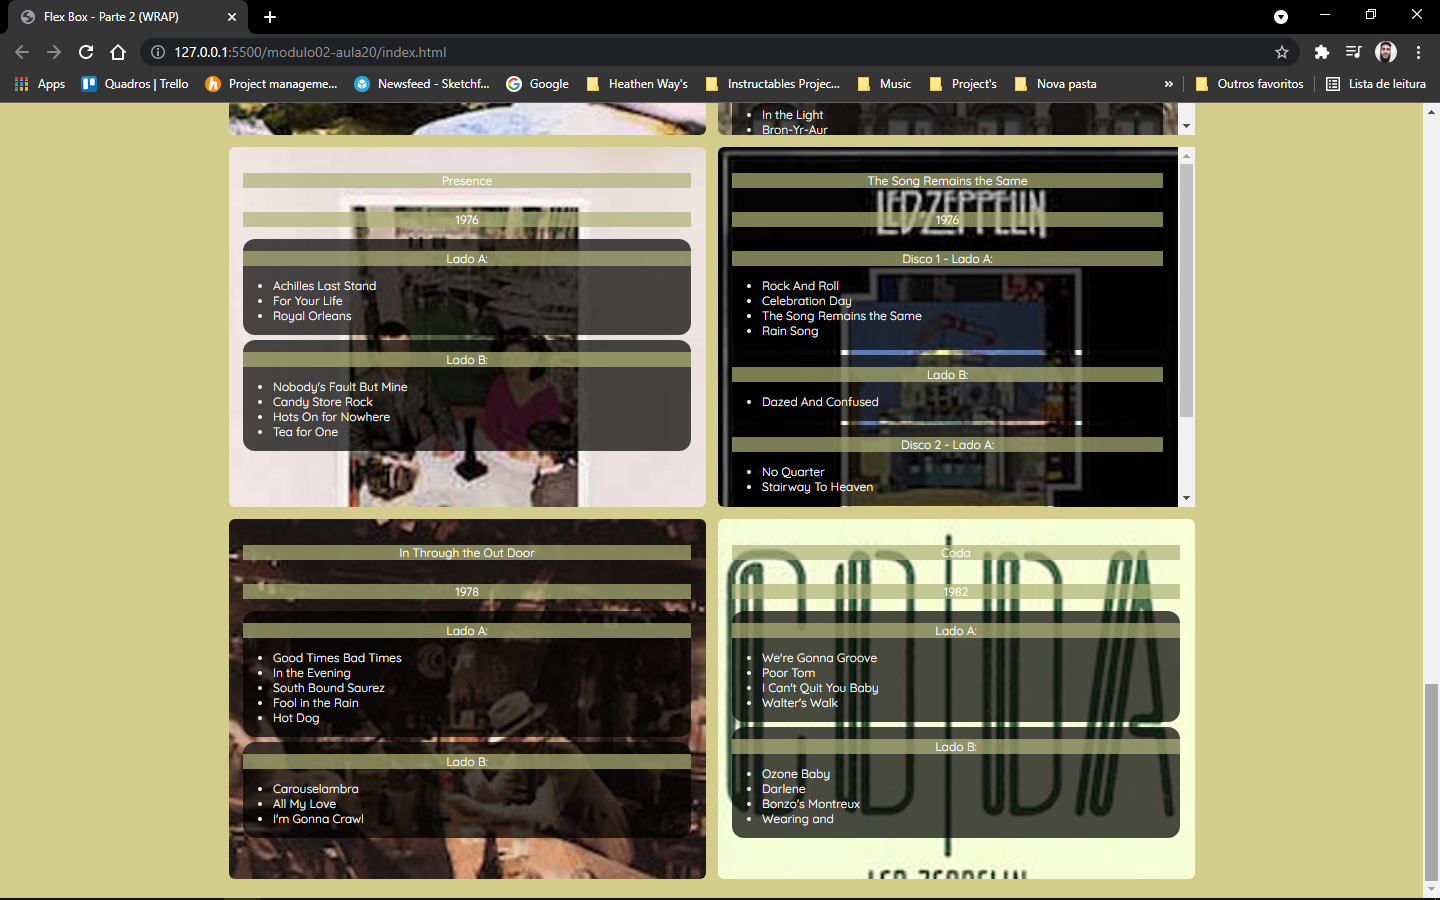 Flex Box - Parte 2 (WRAP)
127.0.0.1:5500/modulo02-aula20/index.html
Apps
Quadros | Trello
Project manageme...
Newsfeed - Sketchf...
Google
Heathen Way's
Instructables Projec...
Music
Project's
Nova pasta
»
Outros favoritos
Lista de leitura
In the Light
Bron-Yr-Aur
Presence
1976
Lado A:
Achilles Last Stand
For Your Life
Royal Orleans
Lado B:
Nobody's Fault But Mine
Candy Store Rock
Hots On for Nowhere
Tea for One
The Song Remains the Same
LED ZEPPELIN
1976
Disco 1 - Lado A:
Rock And Roll
Celebration Day
The Song Remains the Same
Rain Song
Lado B:
Dazed And Confused
Disco 2 - Lado A:
No Quarter
Stairway To Heaven
In Through the Out Door
1978
Lado A:
Good Times Bad Times
In the Evening
South Bound Saurez
Fool in the Rain
Hot Dog
Lado B:
Carouselambra
All My Love
I'm Gonna Crawl
Coda
1982
CODA
Lado A:
We're Gonna Groove
Poor Tom
I Can't Quit You Baby
Walter's Walk
Lado B:
Ozone Baby
Darlene
Bonzo's Montreux
Wearing and
LED ZEPPELIN